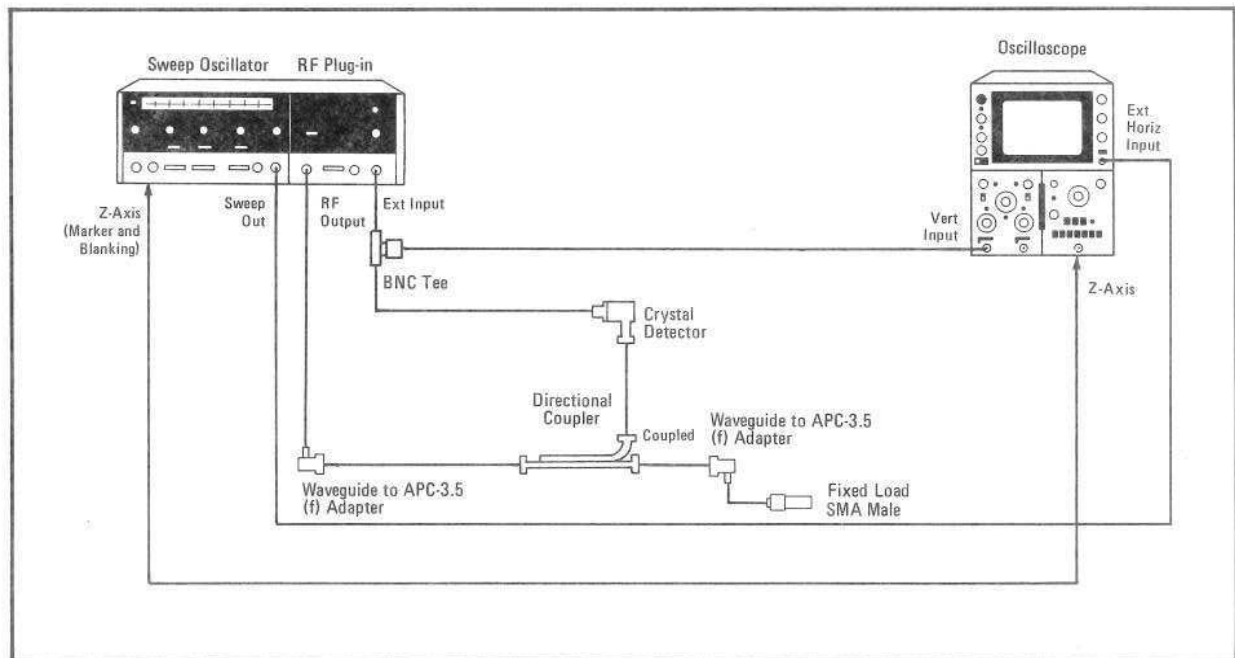 Oscilloscope
Sweep Oscillator
RF Plug-in
Ext
Horiz
Input
Z-Axis
(Marker and
Blanking)
Sweep
Out
RF
Output
Ext Input
Vert
Input
BNC Tee
Z-Axis
Crystal
Detector
Directional
Coupler
Coupled
Waveguide to APC-3.5
(f) Adapter
Waveguide to APC-3.5
(f) Adapter
Fixed Load
SMA Male